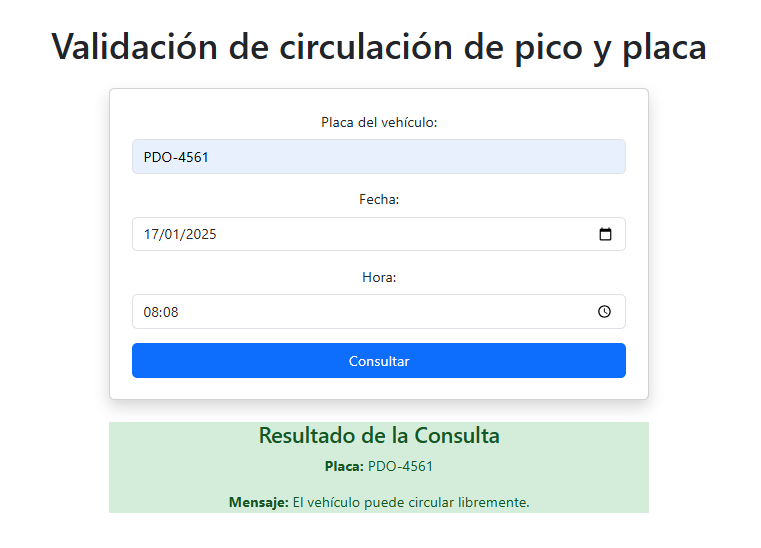 Validación de circulación de pico y placa
Placa del vehículo:
PDO-4561
Fecha:
17/01/2025
Hora:
08:08
Consultar
Resultado de la Consulta
Placa: PDO-4561
Mensaje: El vehículo puede circular libremente.